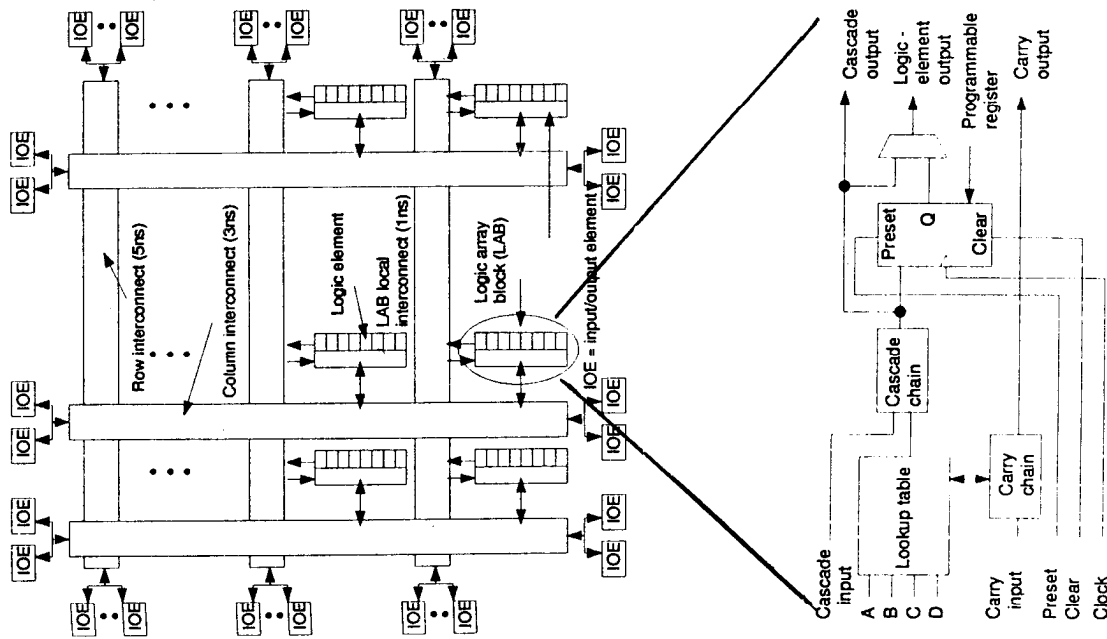 IOE IOE
IOE IOE
IOE IOE
IOE IOE
IOE IOE
IOE IOE
IOE IOE
IOE IOE
IOE IOE
IOE IOE
IOE IOE
IOE IOE
Row interconnect (5ns)
Column interconnect (3ns)
Logic element
LAB local
interconnect (1ns)
Logic array
block (LAB)
IOE = input/output element
Cascade
output
Logic -
element
output
Programmable
register
Carry output
Preset
Q
Clear
Cascade
chain
Lookup table
Carry
chain
Cascade
input
A
B
C
D
Carry
input
Preset
Clear
Clock